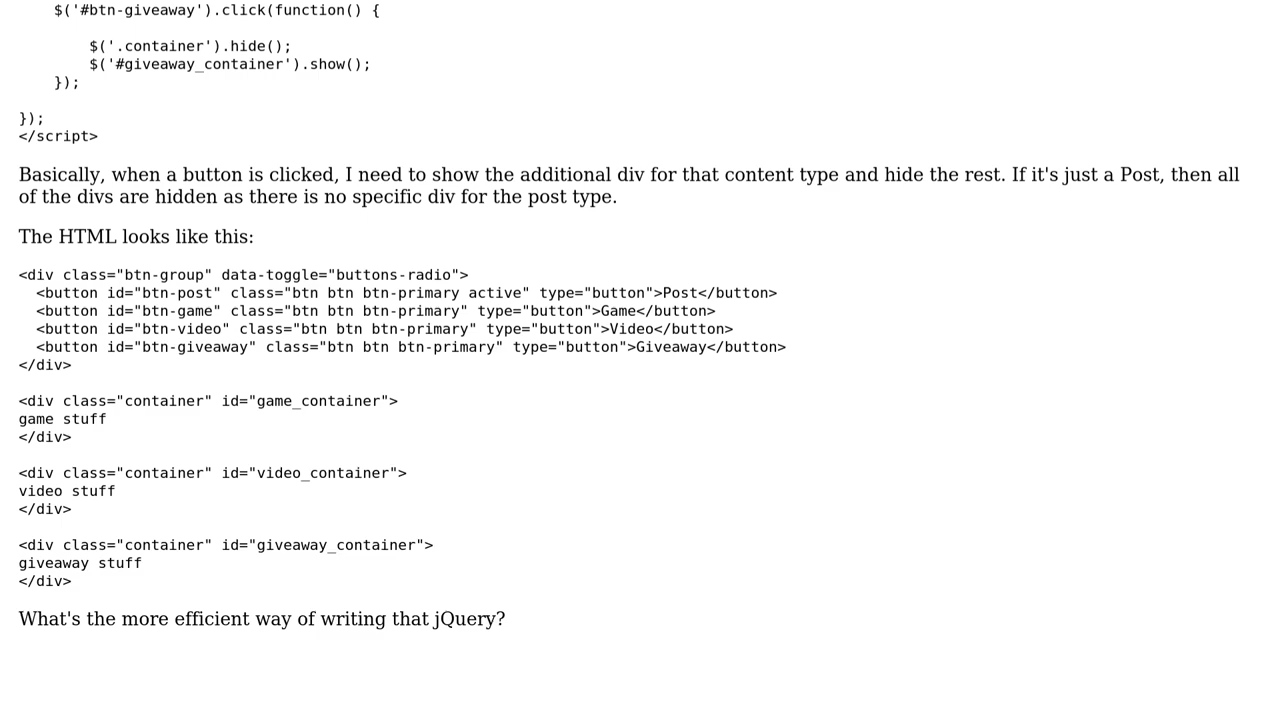 $('#btn-giveaway').click(function() {

        $('.container').hide();
        $('#giveaway_container').show();
    });

});
</script>

Basically, when a button is clicked, I need to show the additional div for that content type and hide the rest. If it's just a Post, then all
of the divs are hidden as there is no specific div for the post type.

The HTML looks like this:

<div class="btn-group" data-toggle="buttons-radio">
  <button id="btn-post" class="btn btn btn-primary active" type="button">Post</button>
  <button id="btn-game" class="btn btn btn-primary" type="button">Game</button>
  <button id="btn-video" class="btn btn btn-primary" type="button">Video</button>
  <button id="btn-giveaway" class="btn btn btn-primary" type="button">Giveaway</button>
</div>

<div class="container" id="game_container">
game stuff
</div>

<div class="container" id="video_container">
video stuff
</div>

<div class="container" id="giveaway_container">
giveaway stuff
</div>

What's the more efficient way of writing that jQuery?